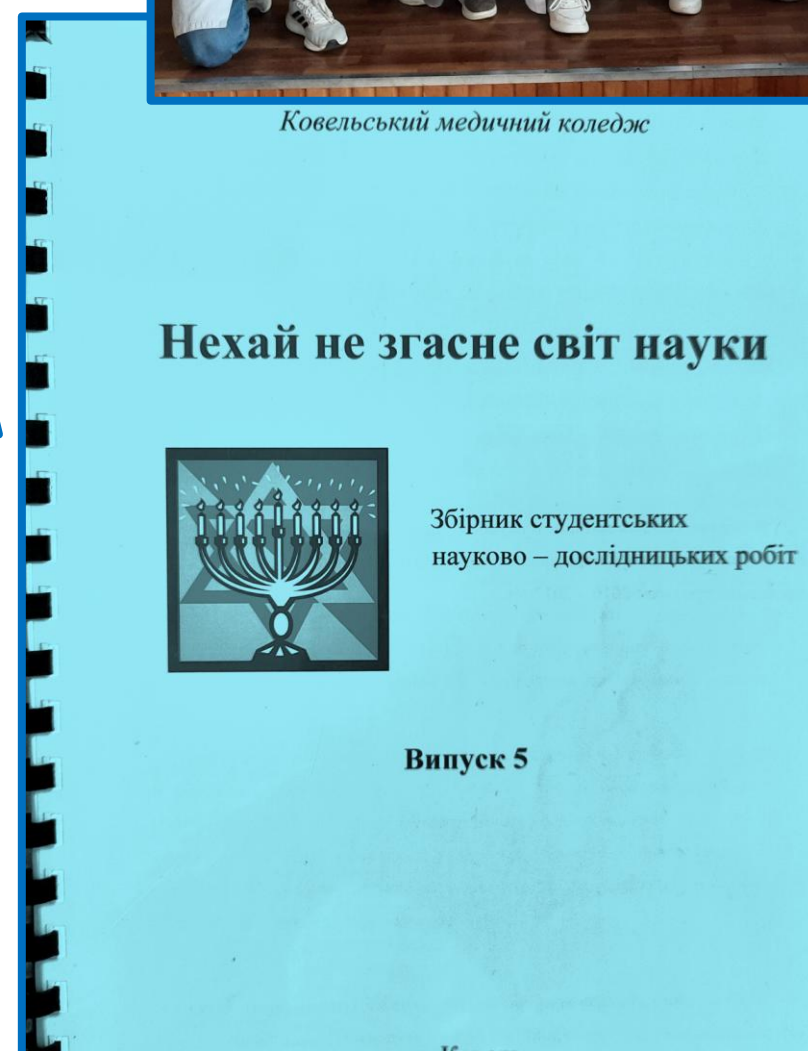 Ковельський медичний коледж
Нехай не згасне світ науки
Збірник студентських
науково – дослідницьких робіт
Випуск 5